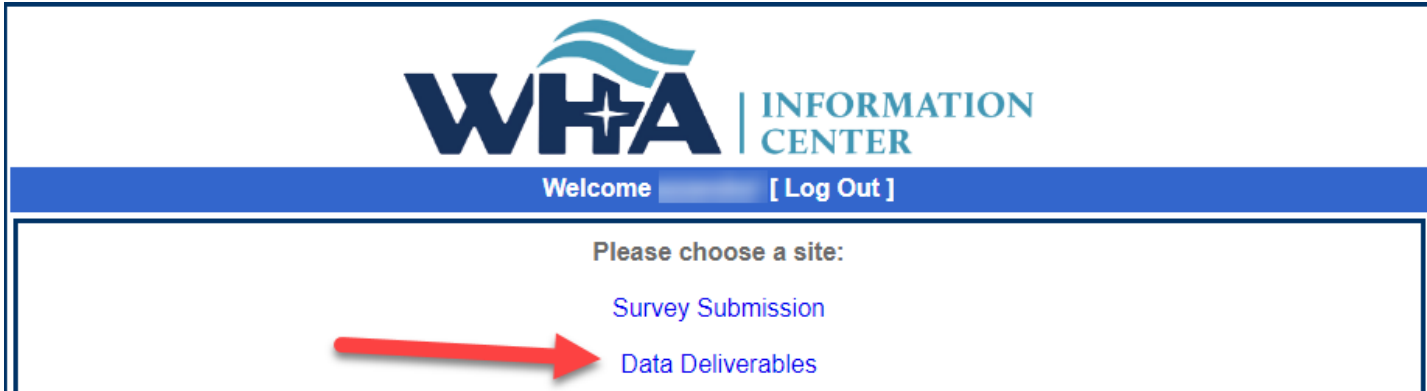 WHA
INFORMATION
CENTER
Welcome [ Log Out ]
Please choose a site:
Survey Submission
Data Deliverables